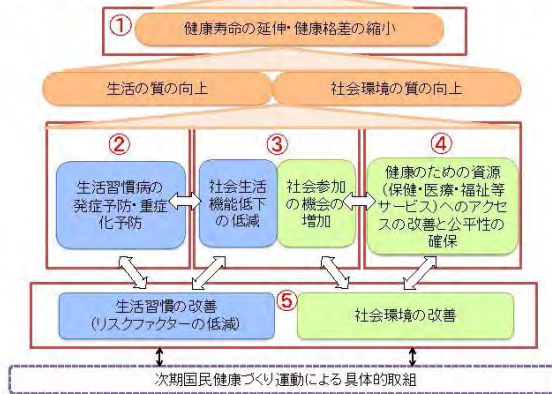 ①
健康寿命の延伸・健康格差の縮小
生活の質の向上
社会環境の質の向上
②
生活習慣病の
発症予防・重症
化予防
③
社会生活
機能低下
の低減
社会参加
の機会の
増加
④
健康のための資源
(保健・医療・福祉等
サービス)へのアクセ
スの改善と公平性の
確保
⑤
生活習慣の改善
(リスクファクターの低減)
社会環境の改善
次期国民健康づくり運動による具体的取組